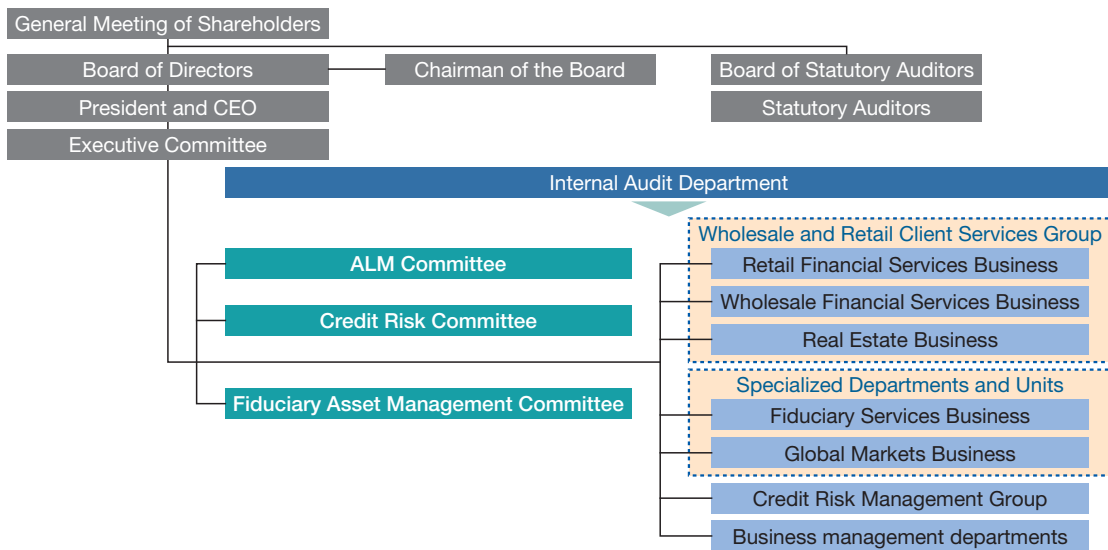 General Meeting of Shareholders
Board of Directors
Chairman of the Board
Board of Statutory Auditors
President and CEO
Statutory Auditors
Executive Committee
Internal Audit Department
Wholesale and Retail Client Services Group
ALM Committee
Retail Financial Services Business
Wholesale Financial Services Business
Credit Risk Committee
Real Estate Business
Specialized Departments and Units
Fiduciary Asset Management Committee
Fiduciary Services Business
Global Markets Business
Credit Risk Management Group
Business management departments